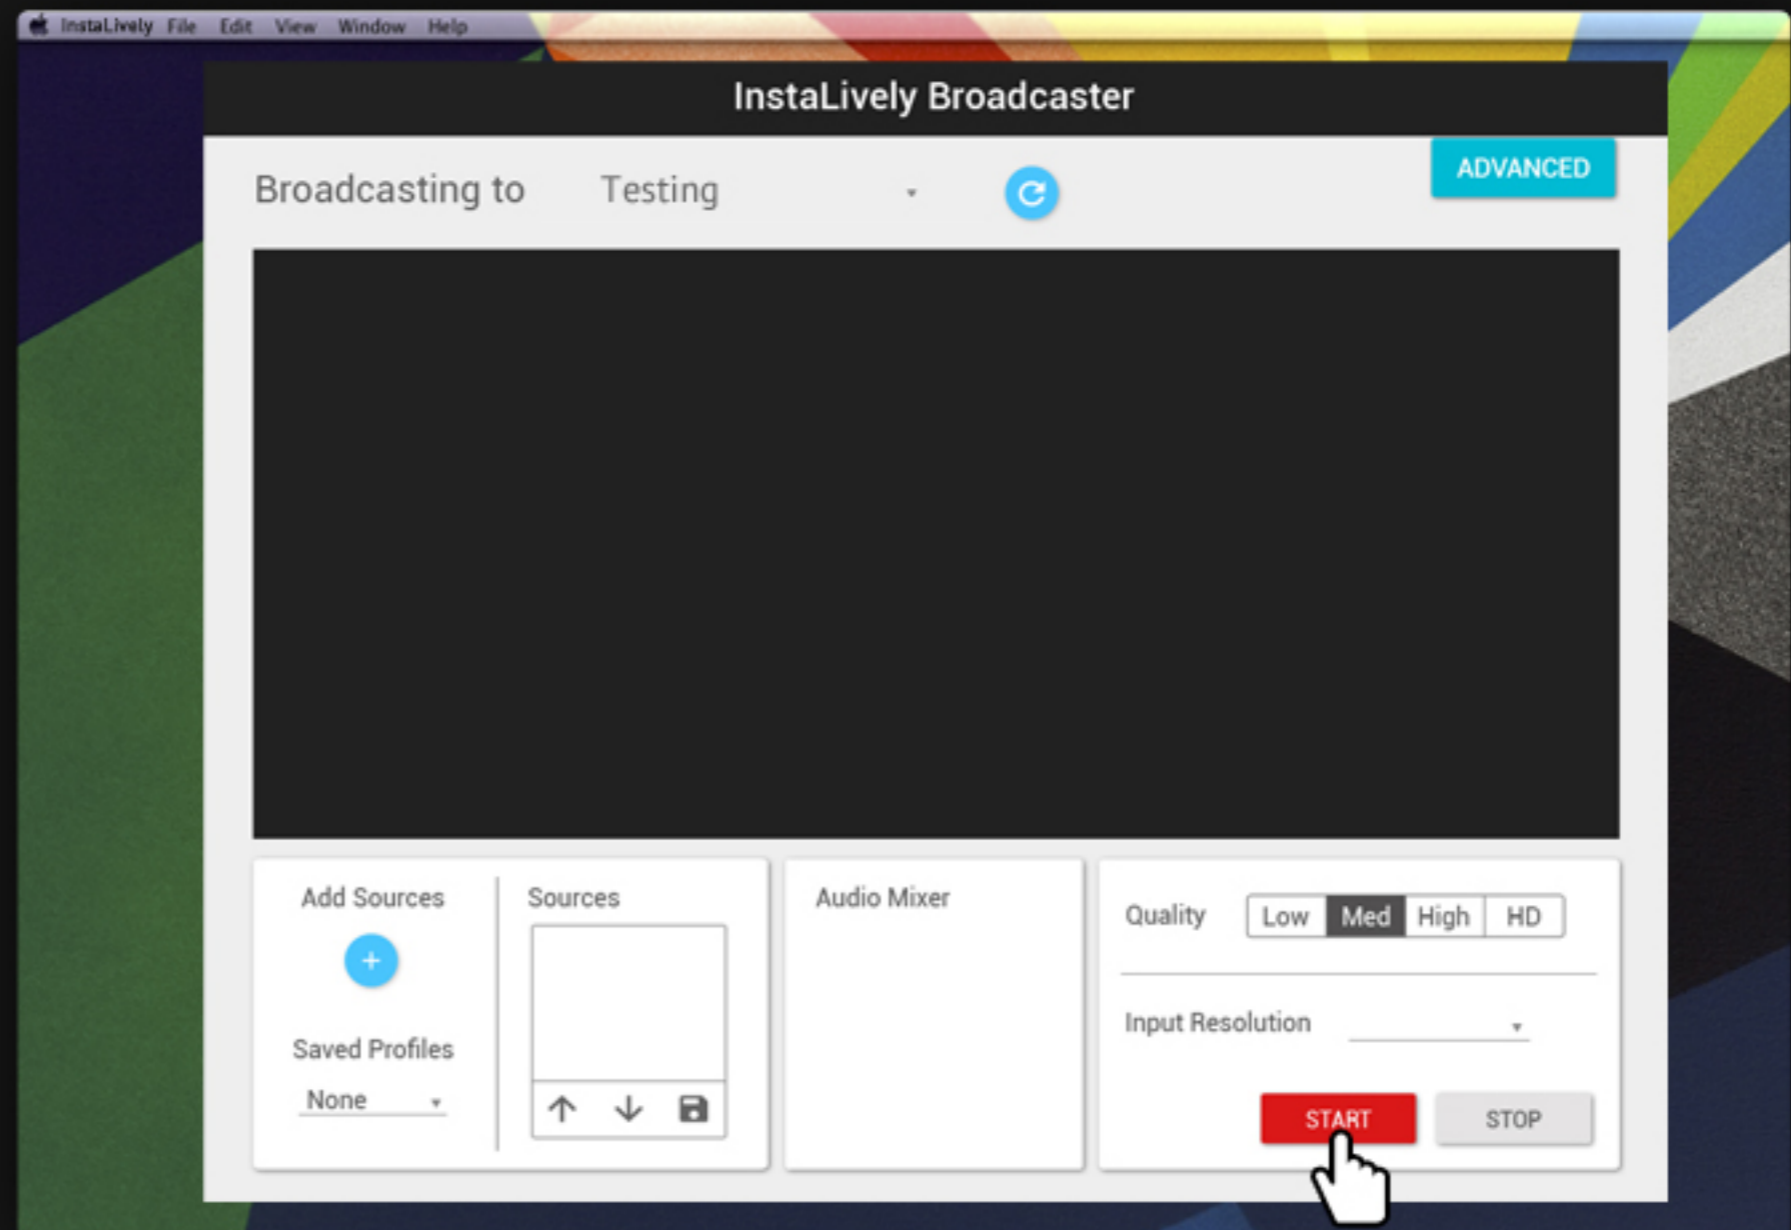 InstaLively File Edit View Window Help
InstaLively Broadcaster
Broadcasting to Testing
ADVANCED
Add Sources
Saved Profiles
None
Sources
Audio Mixer
Quality Low Med High HD
Input Resolution
START STOP